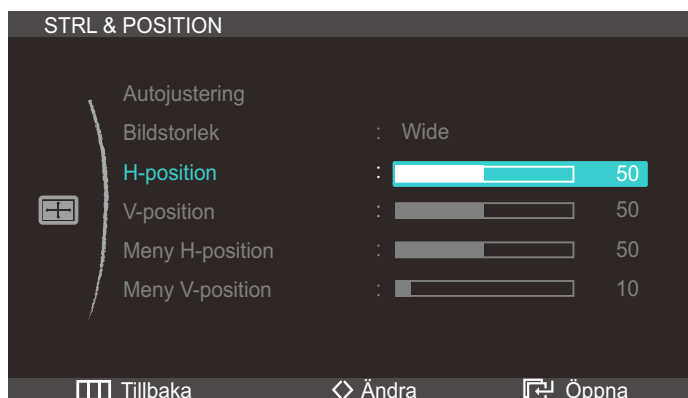 STRL & POSITION
Autojustering
Bildstorlek : Wide
H-position : 50
V-position : 50
Meny H-position : 50
Meny V-position : 10
Tillbaka Ändra Öppna